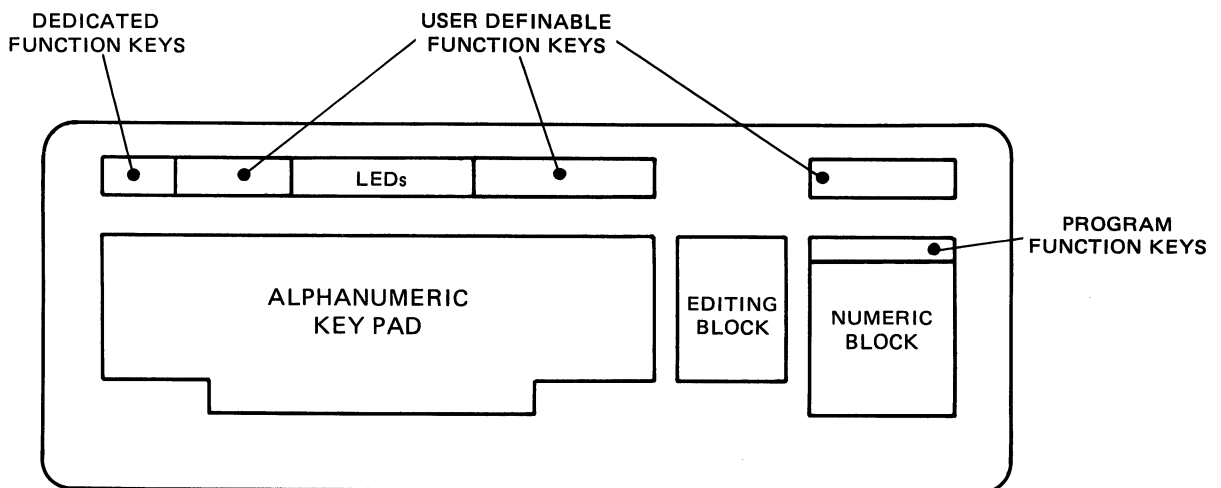 DEDICATED
FUNCTION KEYS
USER DEFINABLE
FUNCTION KEYS
LEDs
PROGRAM
FUNCTION KEYS
ALPHANUMERIC
KEY PAD
EDITING
BLOCK
NUMERIC
BLOCK